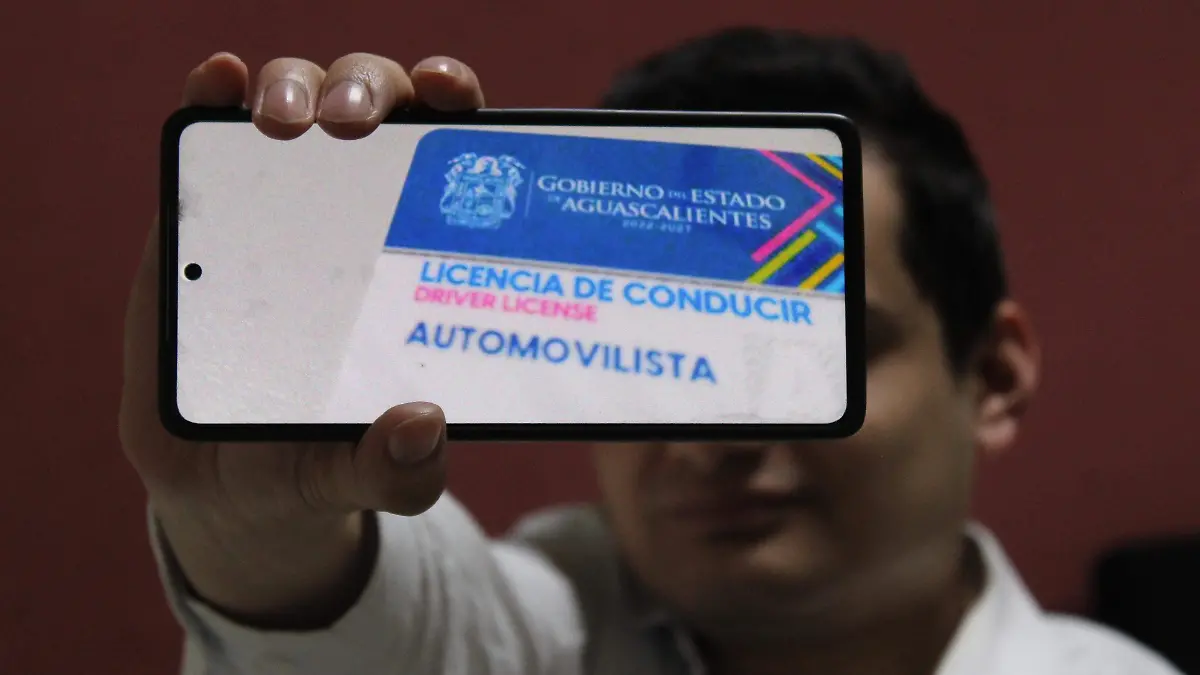 GOBIERNO DEL ESTADO
DE AGUASCALIENTES
2022-2027
LICENCIA DE CONDUCIR
DRIVER LICENSE
AUTOMOVILISTA